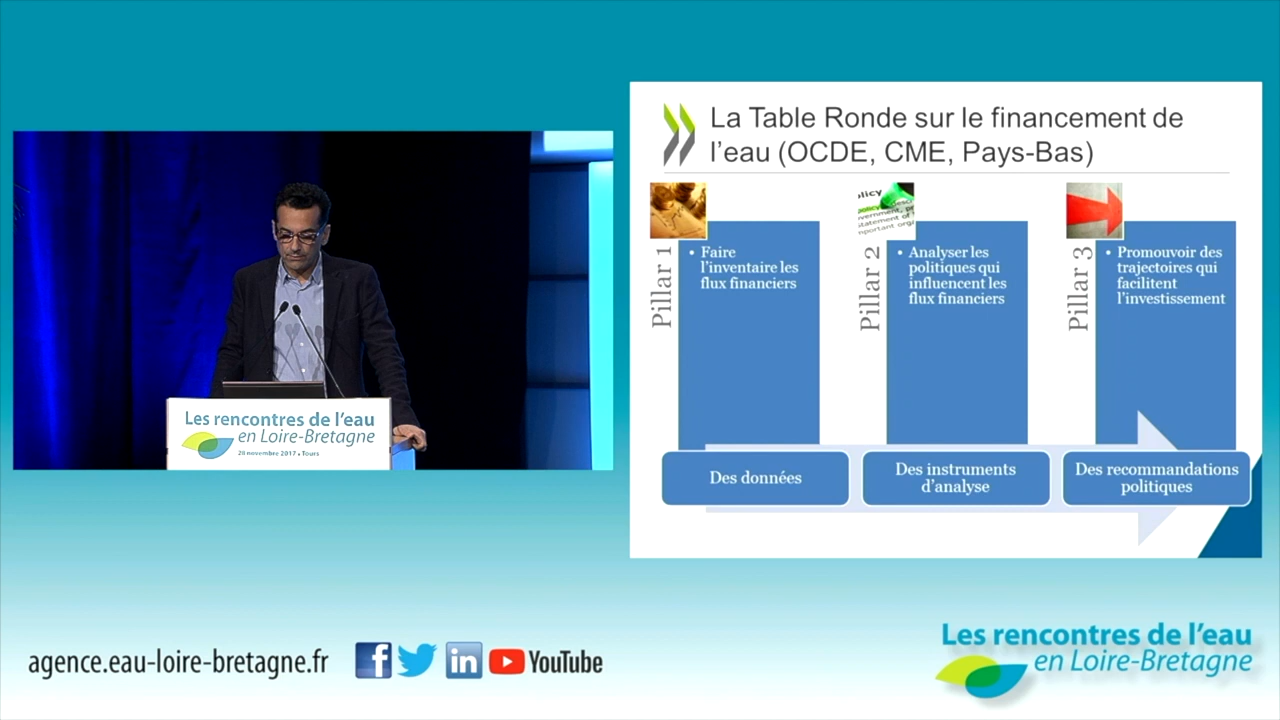 La Table Ronde sur le financement de
l'eau (OCDE, CME, Pays-Bas)
Pillar 1
• Faire
l'inventaire les
flux financiers
Pillar 2
• Analyser les
politiques qui
influencent les
flux financiers
Pillar 3
• Promouvoir des
trajectoires qui
facilitent
l'investissement
Des données
Des instruments
d'analyse
Des recommandations
politiques
Les rencontres de l'eau
en Loire-Bretagne
28 novembre 2017 • Tours
agence.eau-loire-bretagne.fr
f
in
YouTube
Les rencontres de l'eau
en Loire-Bretagne